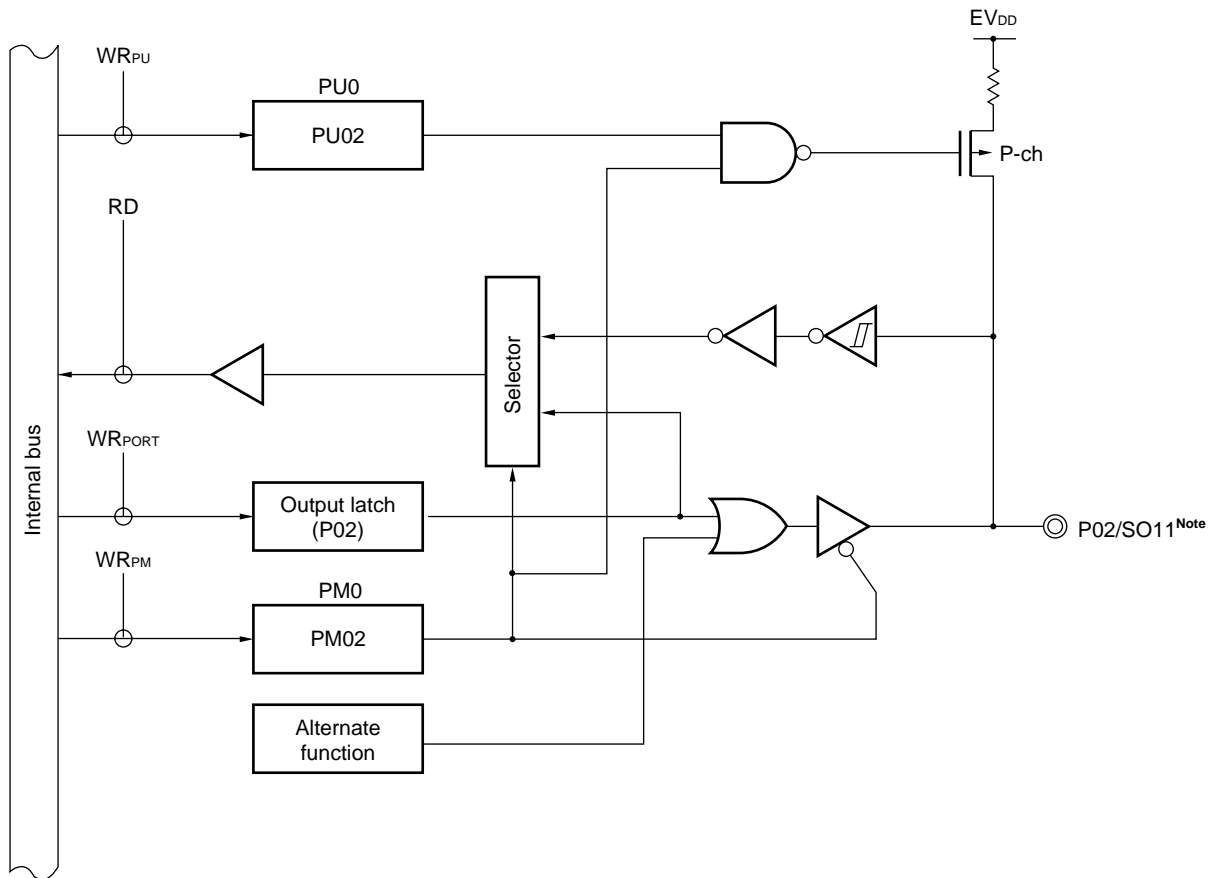 EVDD
WRPU
PU0
PU02
P-ch
RD
Selector
WRPORT
Internal bus
Output latch
(P02)
P02/SO11Note
WRPM
PM0
PM02
Alternate
function